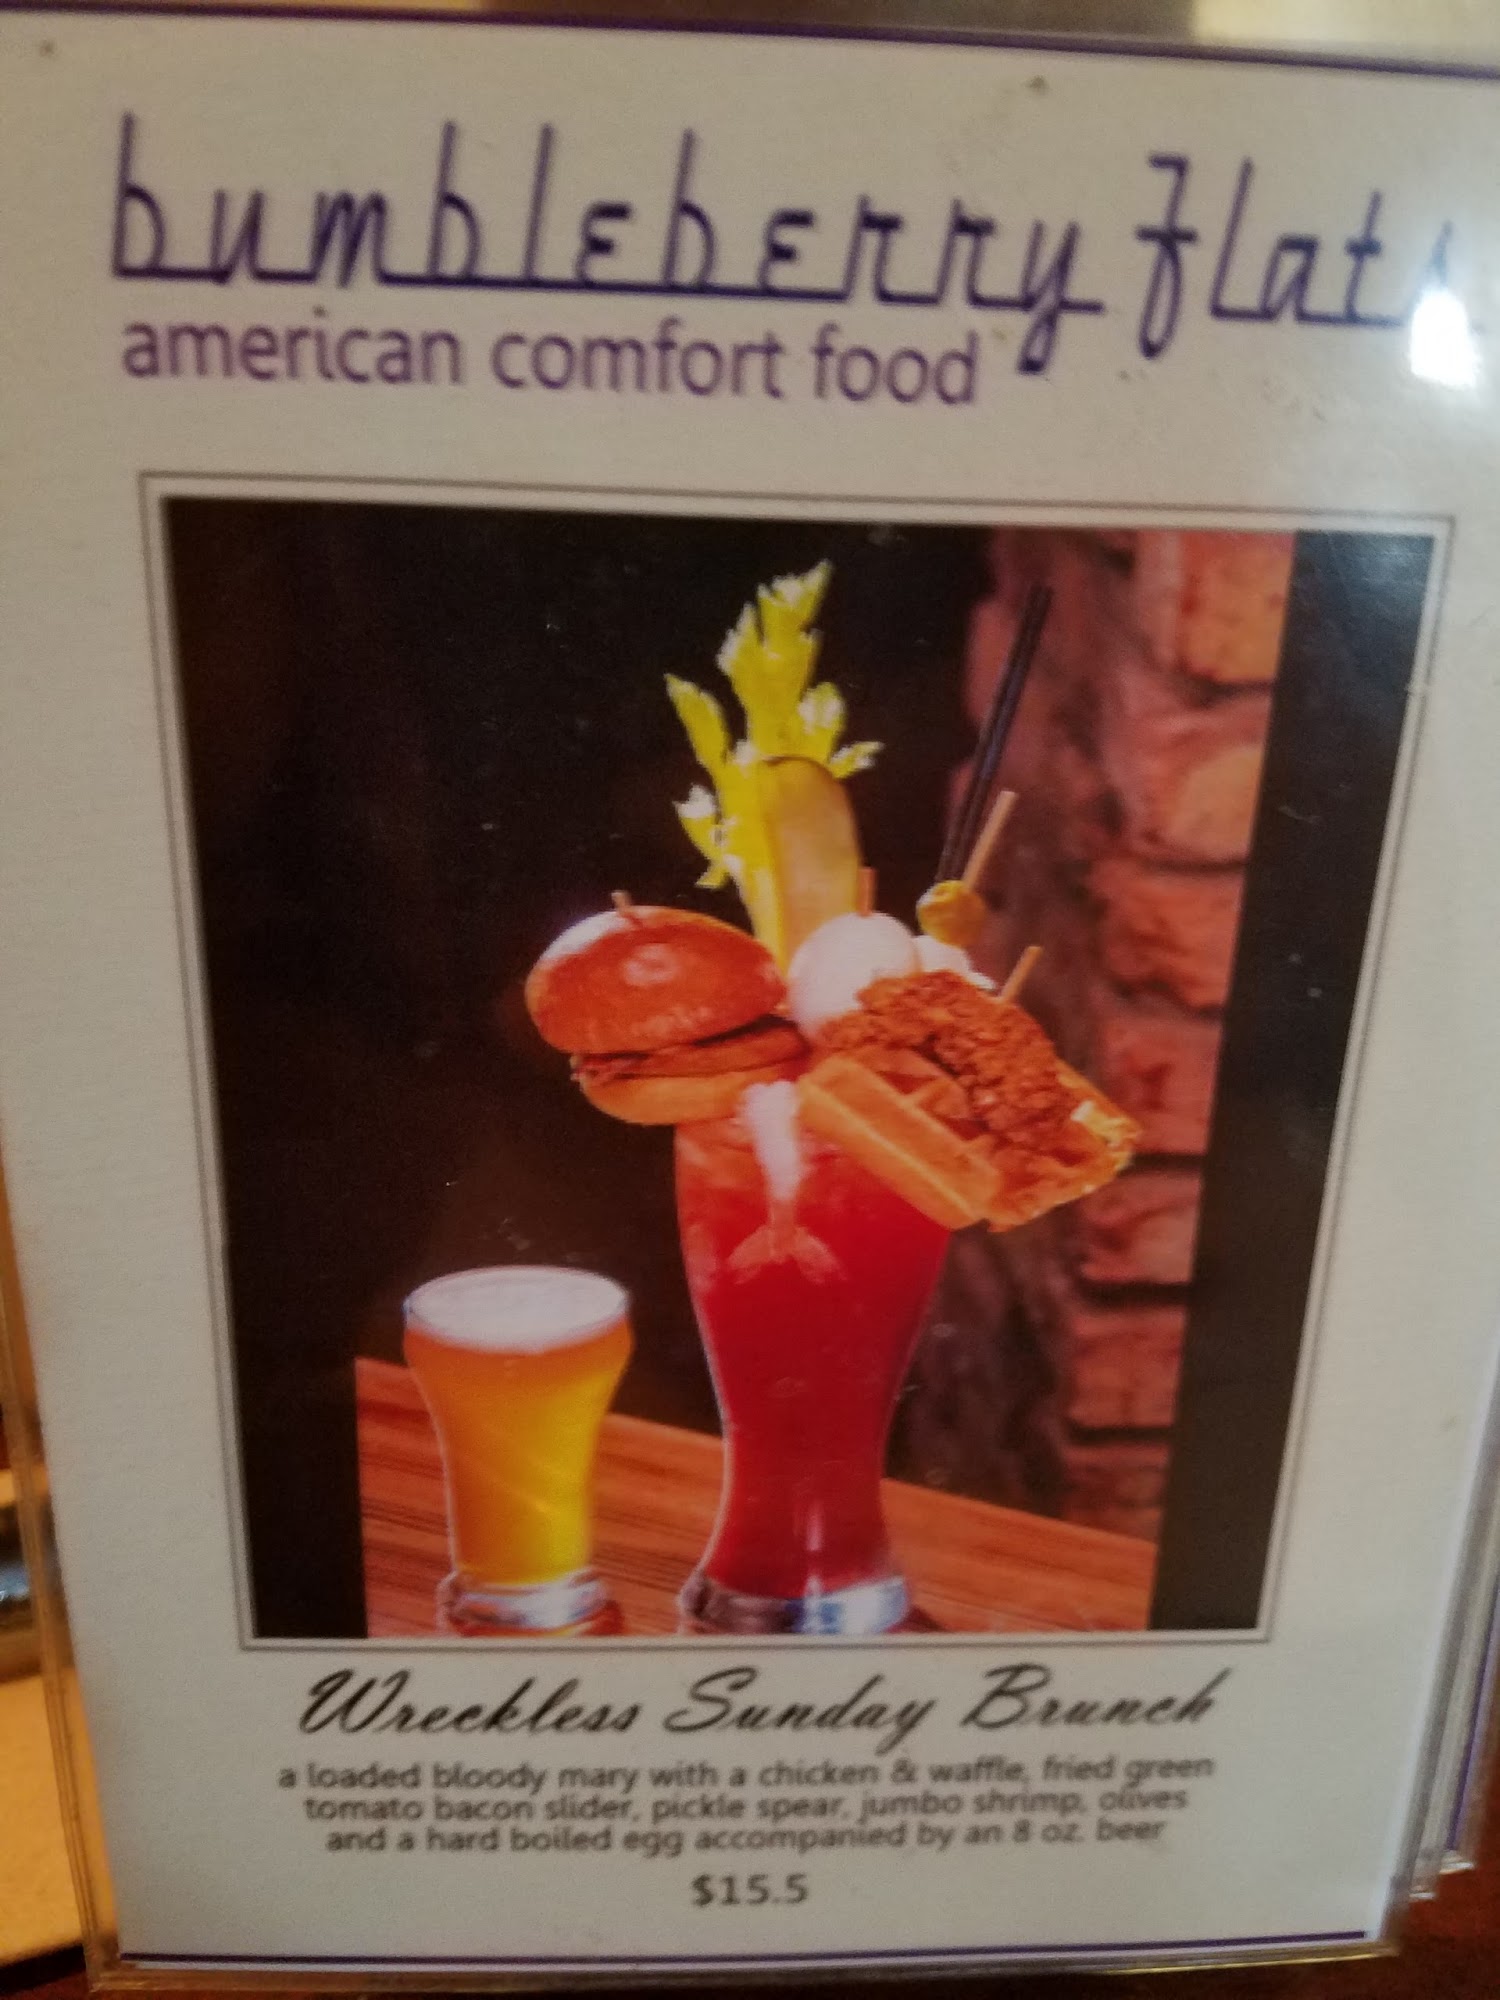 bumbleberry flats
american comfort food
Wreckless Sunday Brunch
a loaded bloody mary with a chicken & waffle, fried green
tomato bacon slider, pickle spear, jumbo shrimp, olives
and a hard boiled egg accompanied by an 8 oz. beer
$15.5